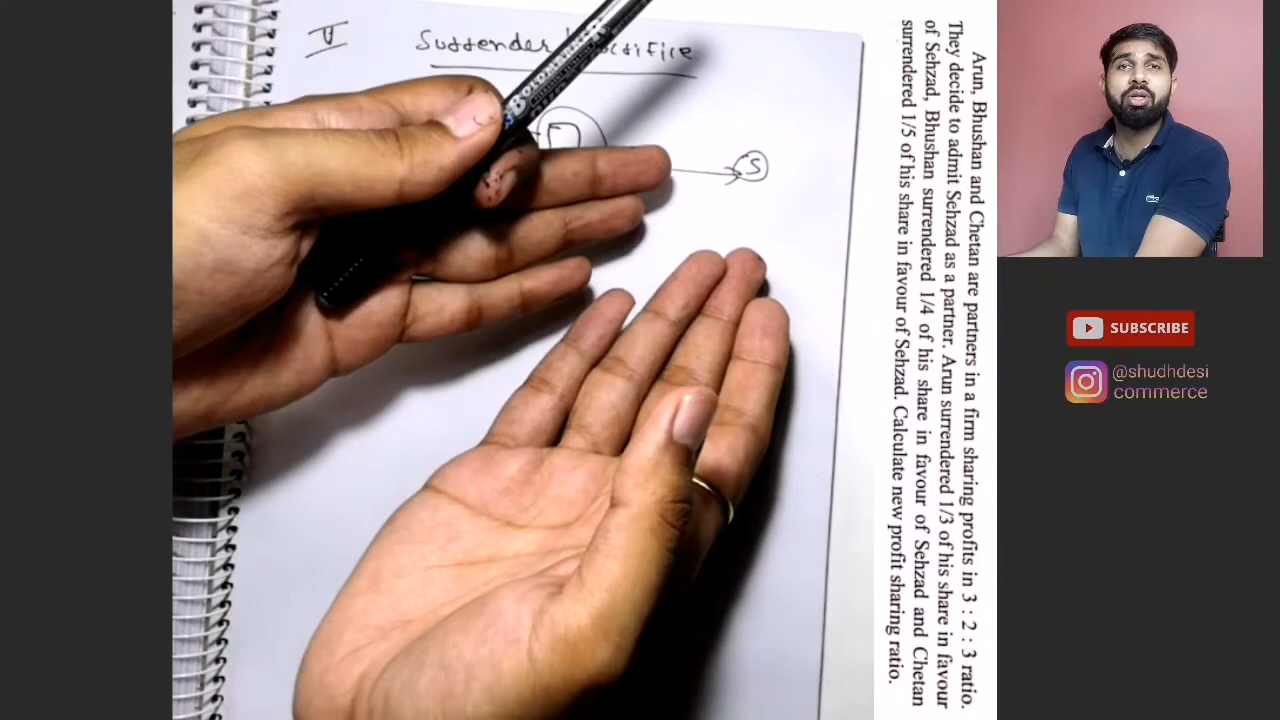 V
Surrender
Arun, Bhushan and Chetan are partners in a firm sharing profits in 3 : 2 : 3 ratio.
They decide to admit Sehzad as a partner. Arun surrendered 1/3 of his share in favour
of Sehzad, Bhushan surrendered 1/4 of his share in favour of Sehzad and Chetan
surrendered 1/5 of his share in favour of Sehzad. Calculate new profit sharing ratio.
S
SUBSCRIBE
@shudhdesi
commerce